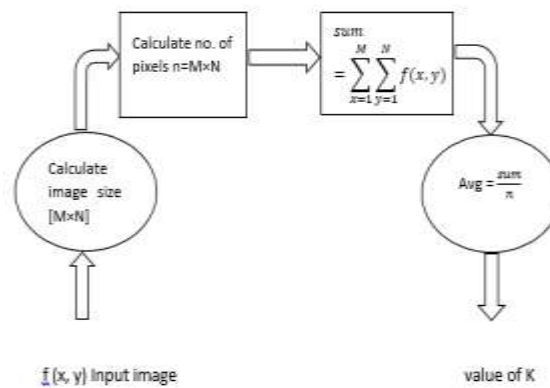 Calculate no. of
pixels n=M×N
sum
= ∑_{x=1}^{M} ∑_{y=1}^{N} f(x,y)
Calculate
image size
[M×N]
Avg = sum/n
f (x, y) Input image
value of K